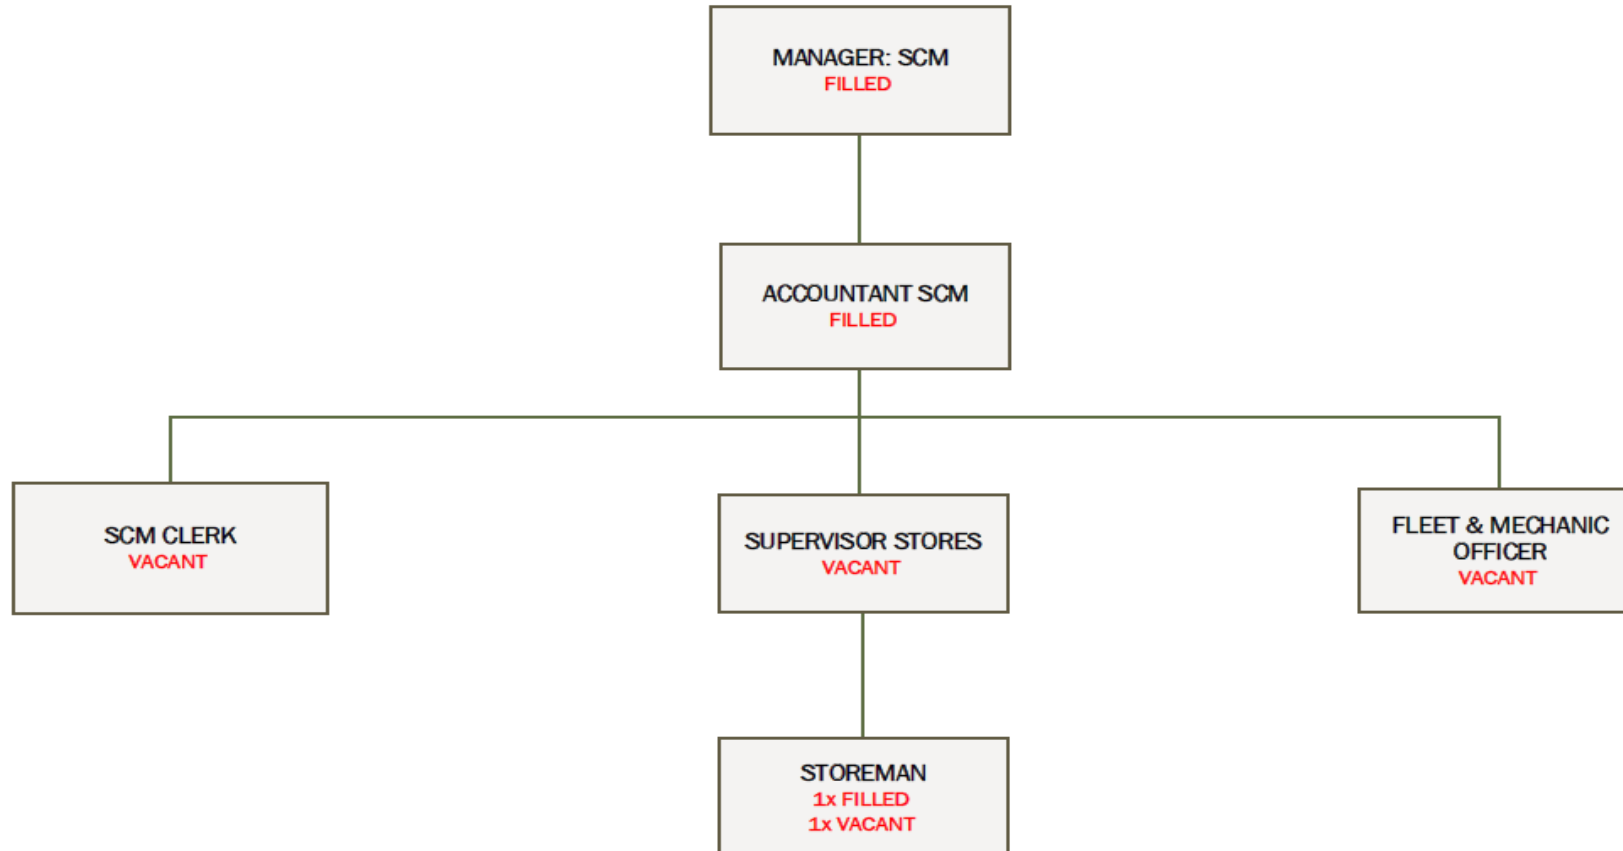 MANAGER: SCM
FILLED
ACCOUNTANT SCM
FILLED
SCM CLERK
VACANT
SUPERVISOR STORES
VACANT
FLEET & MECHANIC
OFFICER
VACANT
STOREMAN
1x FILLED
1x VACANT